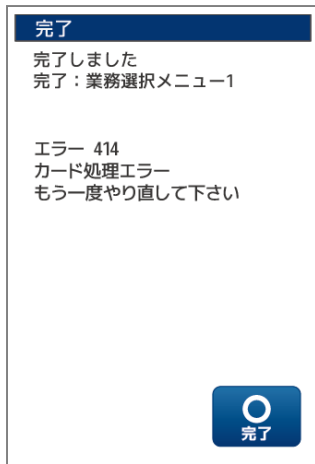 完了
完了しました
完了：業務選択メニュー1
エラー 414
カード処理エラー
もう一度やり直して下さい
完了